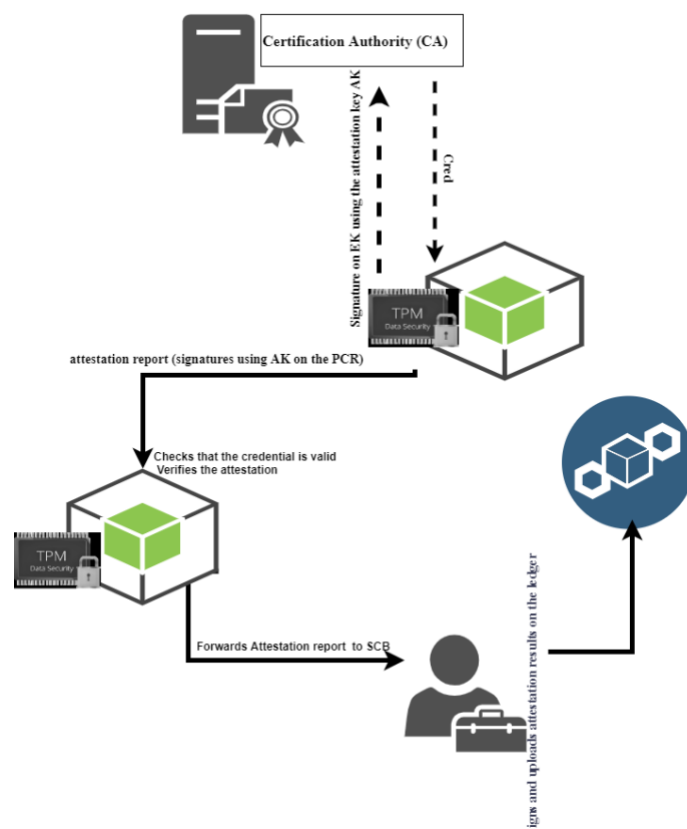 Certification Authority (CA)
Signature on EK using the attestation key AK
Cred
TPM
Data Security
attestation report (signatures using AK on the PCR)
Checks that the credential is valid
Verifies the attestation
TPM
Data Security
Forwards Attestation report to SCB
igns and uploads attestation results on the ledger